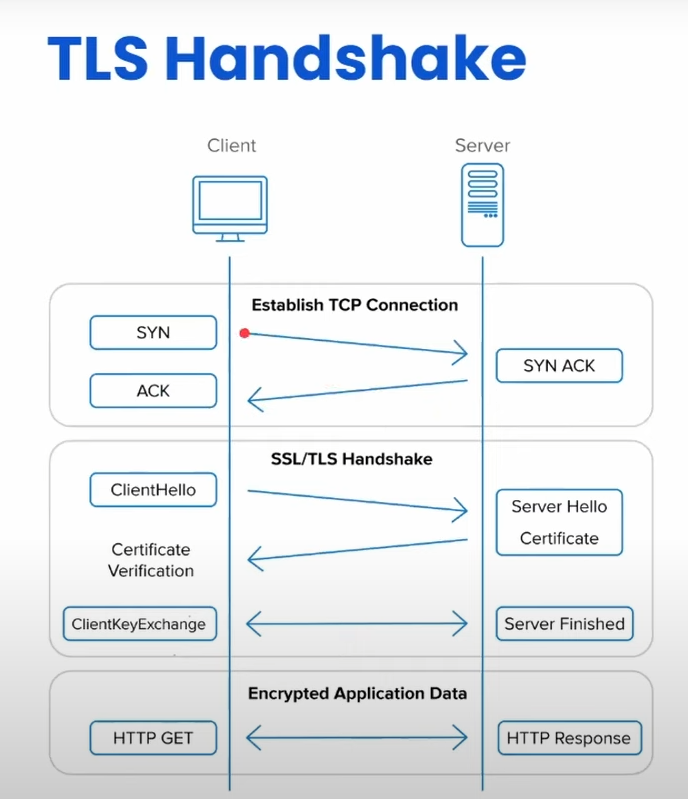 TLS Handshake
Client
Server
Establish TCP Connection
SYN
SYN ACK
ACK
SSL/TLS Handshake
ClientHello
Server Hello
Certificate
Certificate
Verification
ClientKeyExchange
Server Finished
Encrypted Application Data
HTTP GET
HTTP Response